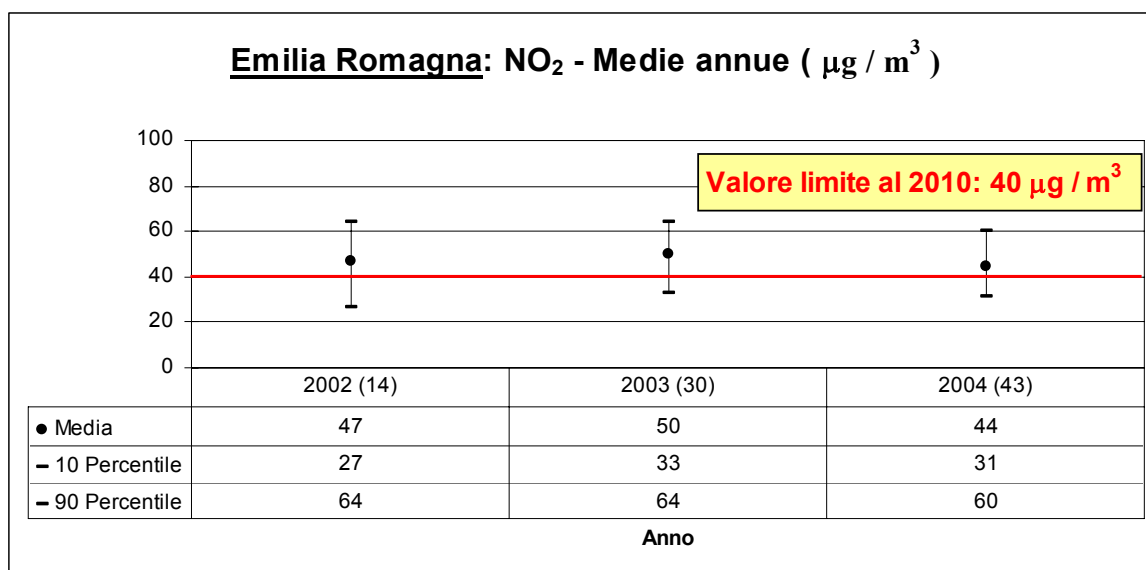 Emilia Romagna: NO₂ - Medie annue ( μg / m³ )
Valore limite al 2010: 40 μg / m³
100
80
60
40
20
0
2002 (14) 2003 (30) 2004 (43)
Media 47 50 44
10 Percentile 27 33 31
90 Percentile 64 64 60
Anno